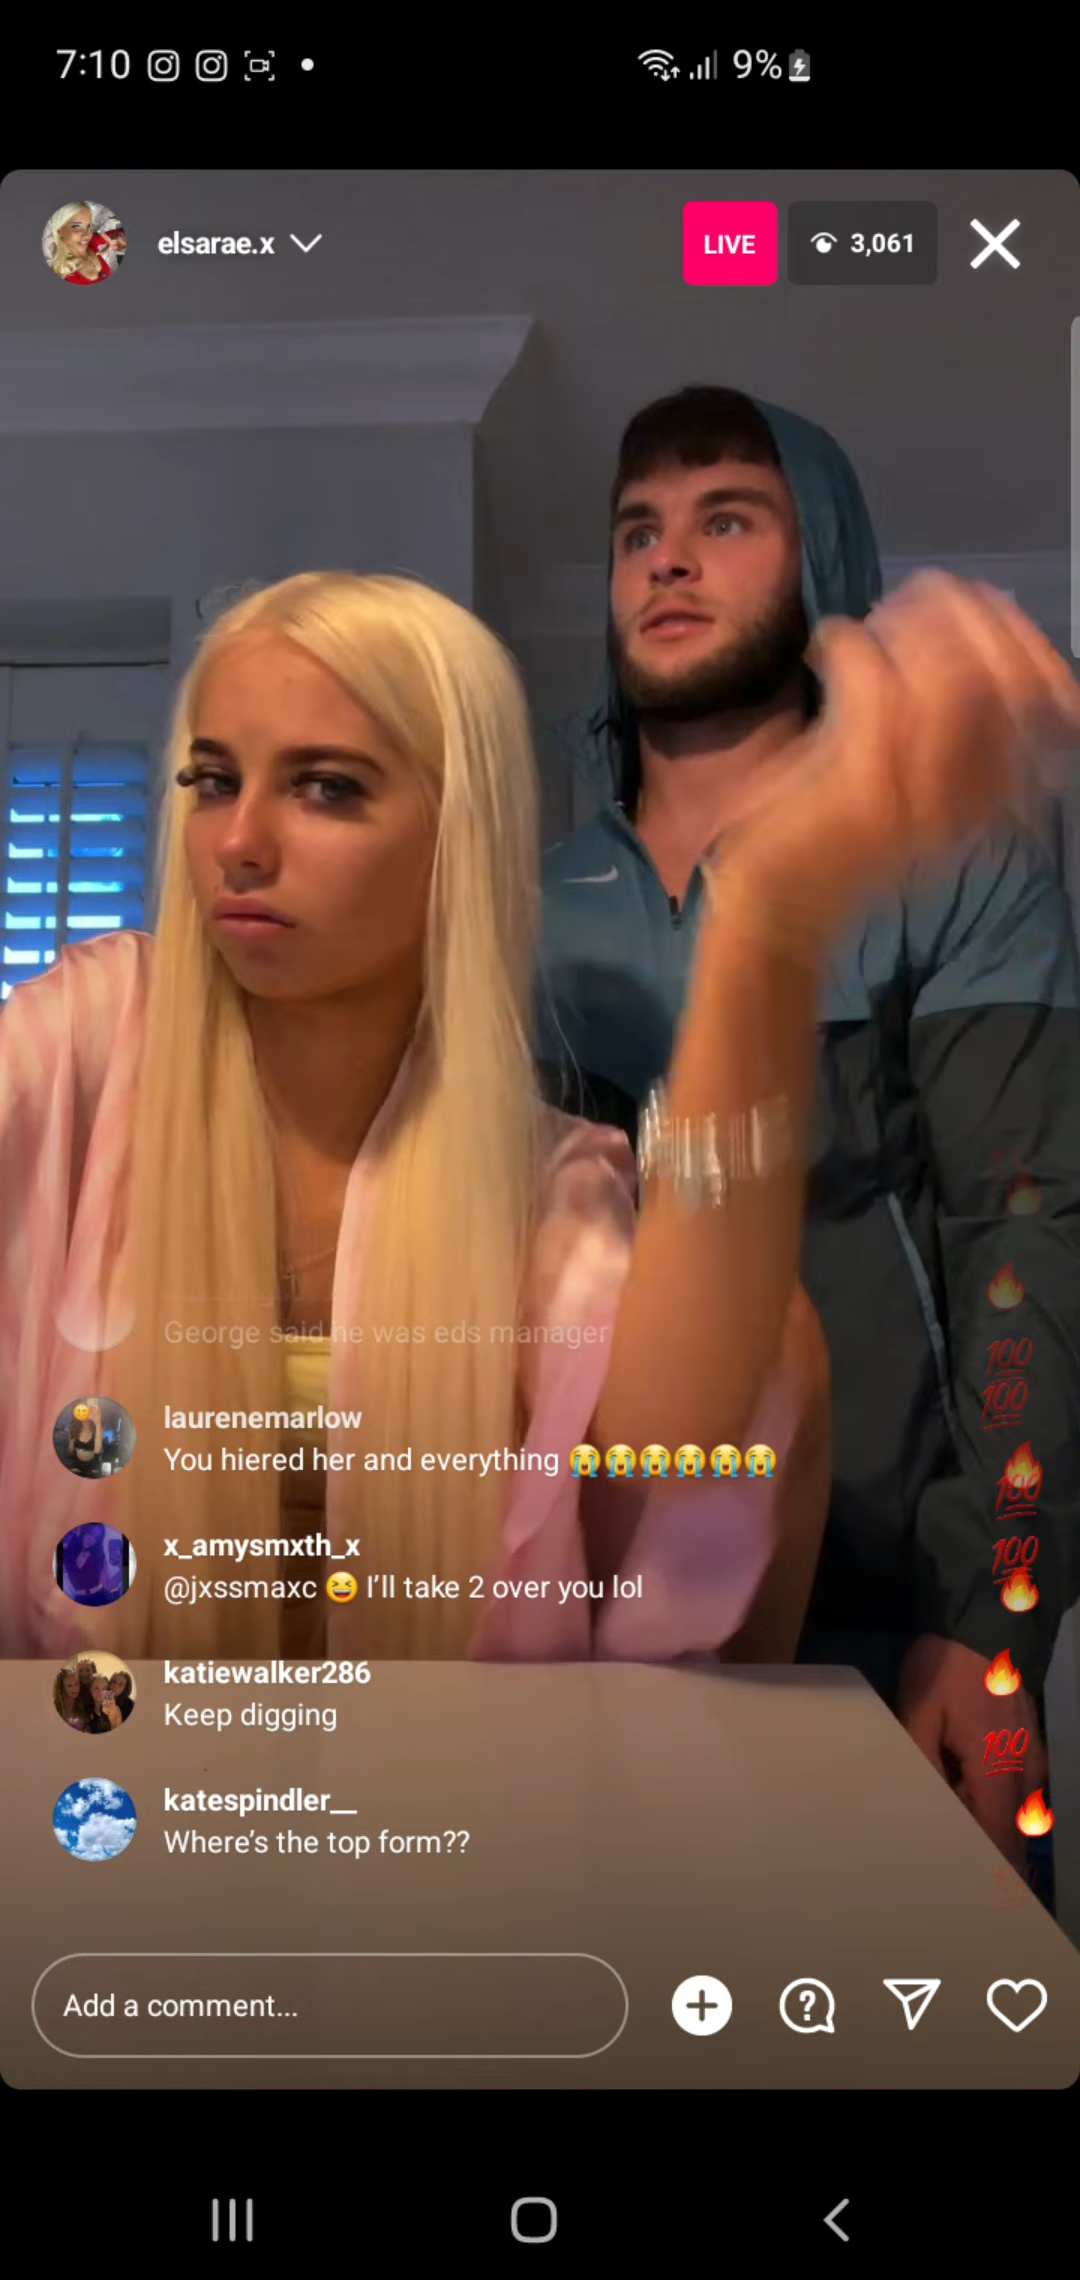 7:10
9%
elsarae.x
LIVE
3,061
George said he was eds manager
laurenemarlow
You hiered her and everything 😭😭😭😭😭😭
x_amysmxth_x
@jxssmaxc 😆 I'll take 2 over you lol
katiewalker286
Keep digging
katespindler__
Where's the top form??
Add a comment...